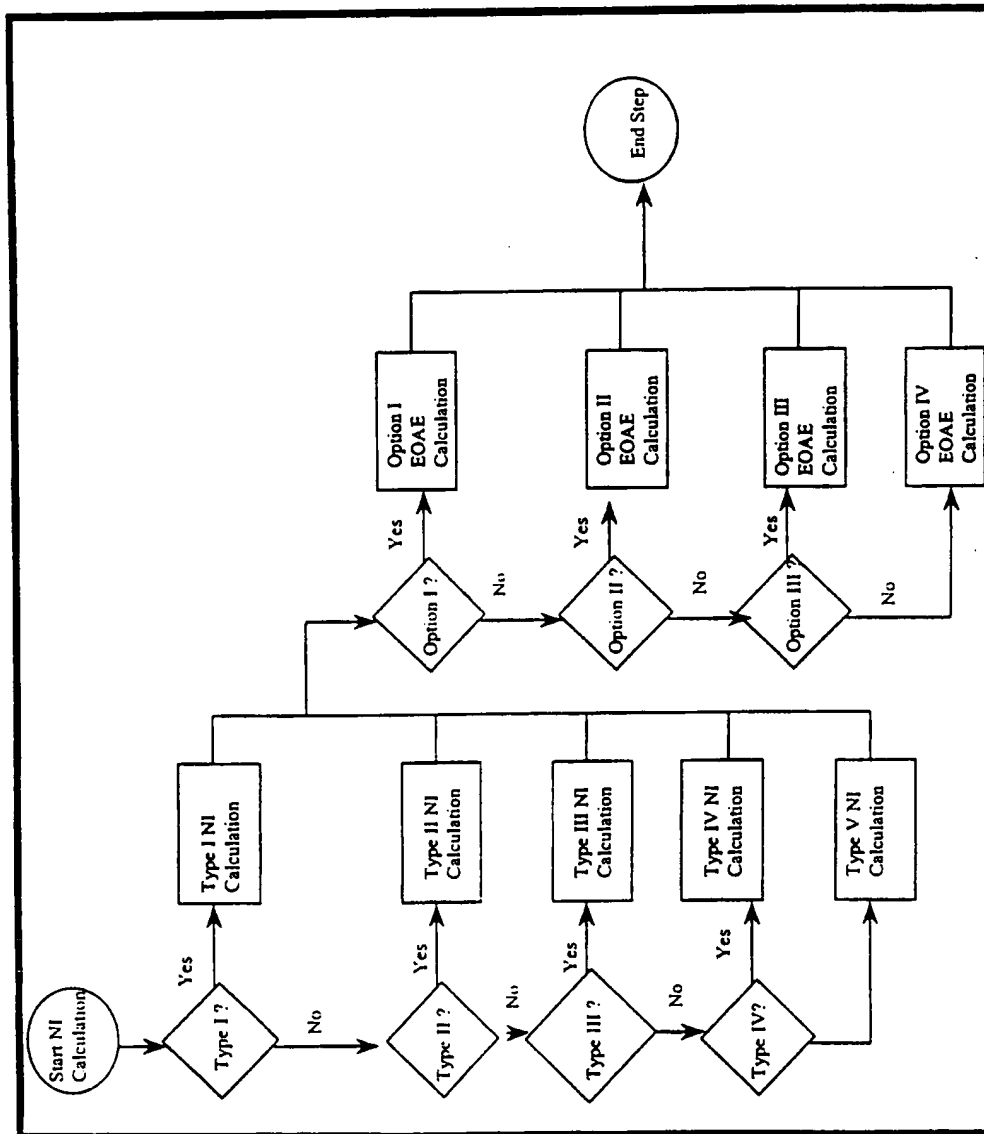 Start NI
Calculation
Type I ?
Yes
No
Type I NI
Calculation
Type II ?
Yes
No
Type II NI
Calculation
Type III ?
Yes
No
Type III NI
Calculation
Type IV?
Yes
Type IV NI
Calculation
Type V NI
Calculation
Option I ?
Yes
No
Option I
EOAE
Calculation
Option II ?
Yes
No
Option II
EOAE
Calculation
Option III ?
Yes
No
Option III
EOAE
Calculation
Option IV
EOAE
Calculation
End Step